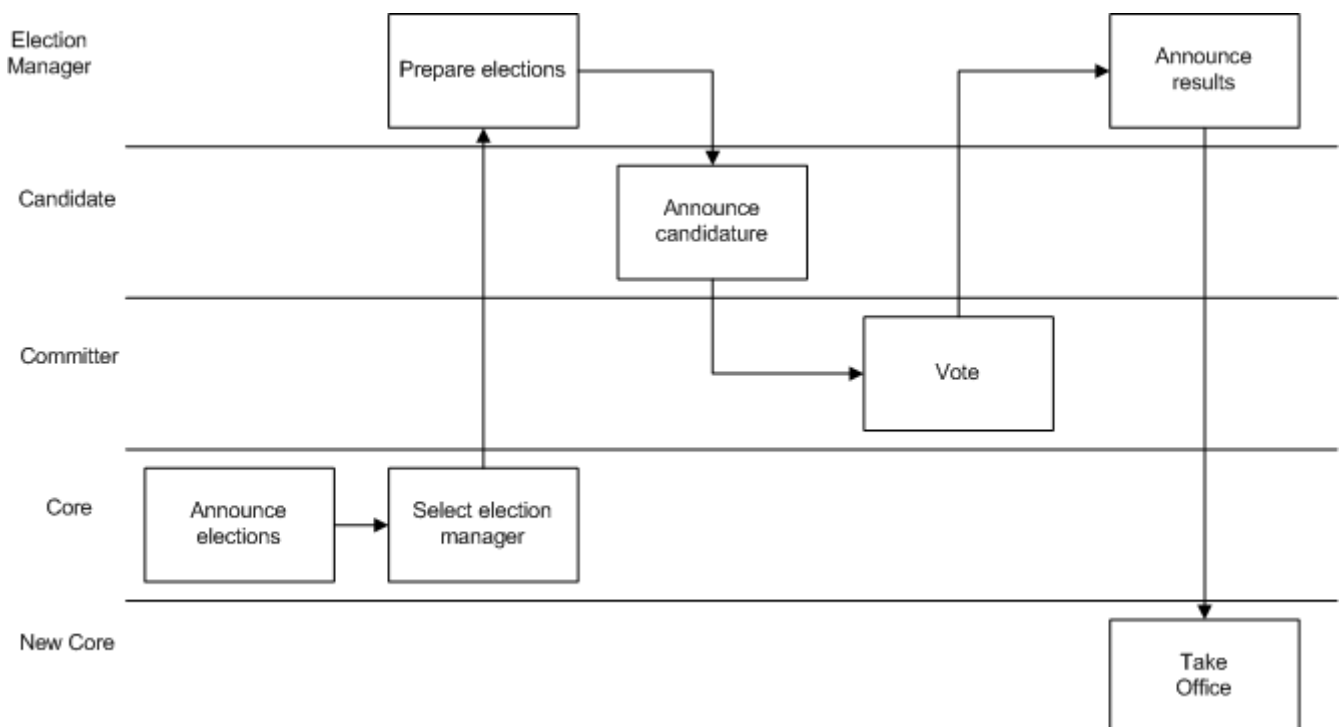 Election
Manager
Prepare elections
Announce
results
Candidate
Announce
candidature
Committer
Vote
Core
Announce
elections
Select election
manager
New Core
Take
Office